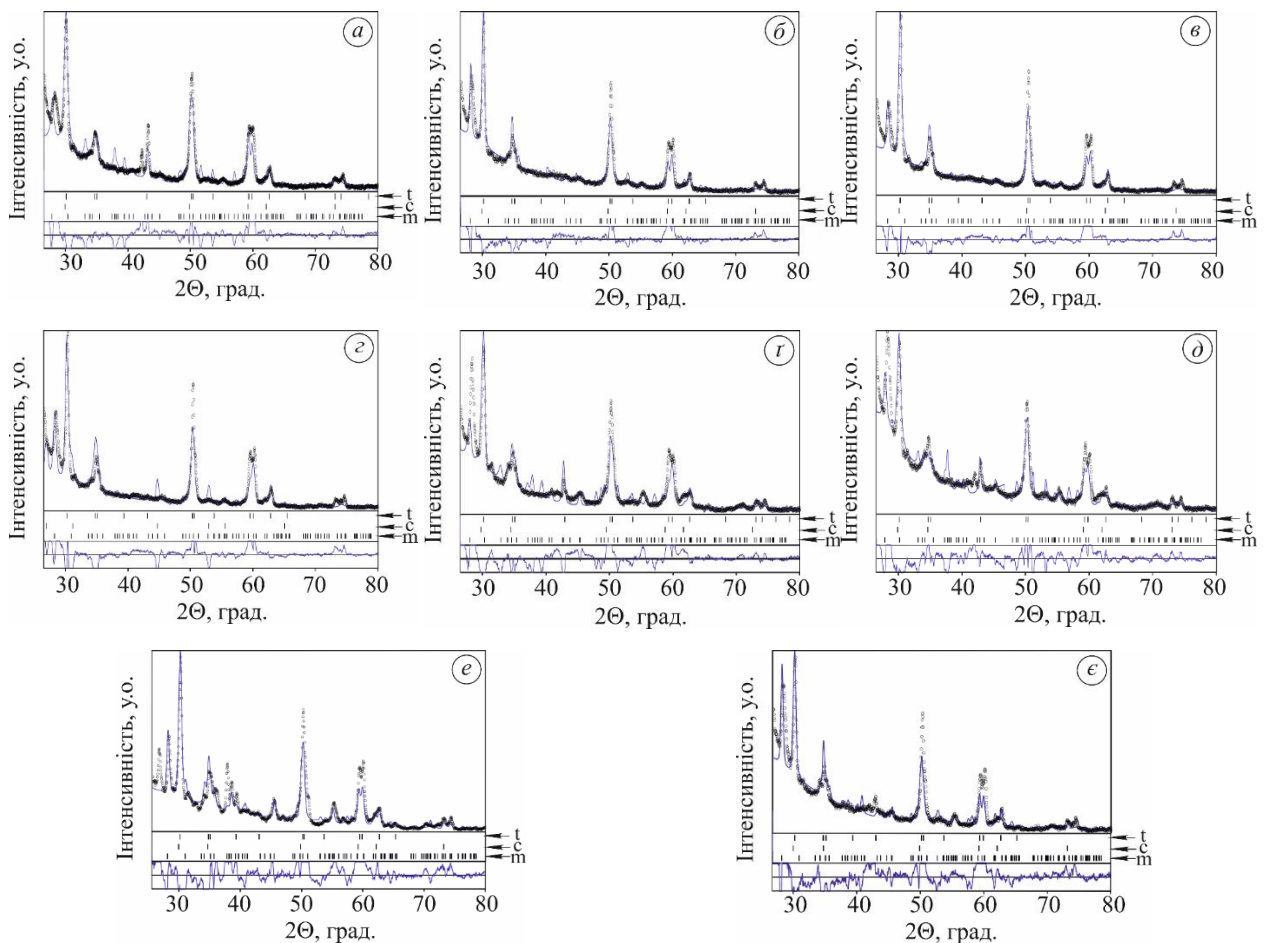 а
Інтенсивність, у.о.
t
c
m
30 40 50 60 70 80
2Θ, град.
б
Інтенсивність, у.о.
t
c
m
30 40 50 60 70 80
2Θ, град.
в
Інтенсивність, у.о.
t
c
m
30 40 50 60 70 80
2Θ, град.
г
Інтенсивність, у.о.
t
c
m
30 40 50 60 70 80
2Θ, град.
ґ
Інтенсивність, у.о.
t
c
m
30 40 50 60 70 80
2Θ, град.
д
Інтенсивність, у.о.
t
c
m
30 40 50 60 70 80
2Θ, град.
е
Інтенсивність, у.о.
t
c
m
30 40 50 60 70 80
2Θ, град.
є
Інтенсивність, у.о.
t
c
m
30 40 50 60 70 80
2Θ, град.